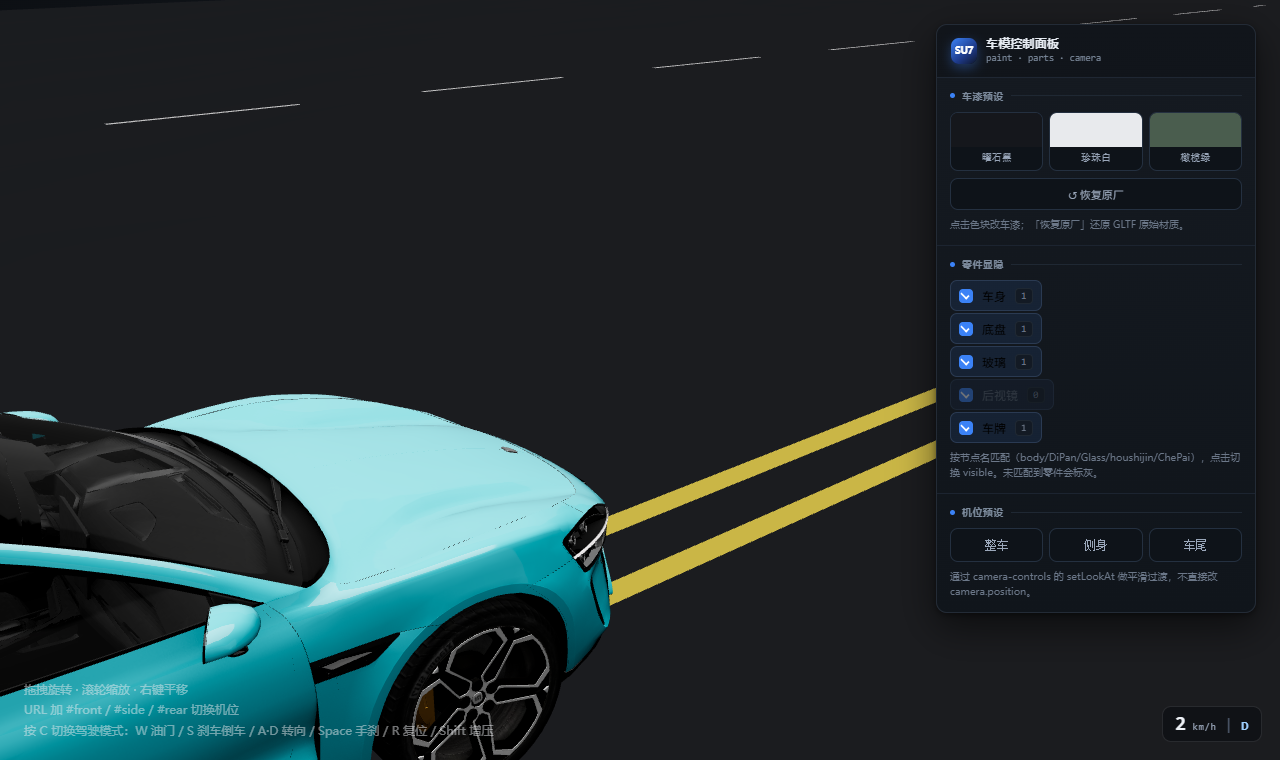 SU7
车模控制面板
paint · parts · camera
车漆预设
曜石黑
珍珠白
橄榄绿
↺ 恢复原厂
点击色块改车漆；「恢复原厂」还原 GLTF 原始材质。
零件显隐
车身 1
底盘 1
玻璃 1
后视镜 0
车牌 1
按节点名匹配（body/DiPan/Glass/houshijin/ChePai），点击切
换 visible。未匹配到零件会标灰。
机位预设
整车
侧身
车尾
通过 camera-controls 的 setLookAt 做平滑过渡，不直接改
camera.position。
拖拽旋转 · 滚轮缩放 · 右键平移
URL 加 #front / #side / #rear 切换机位
按 C 切换驾驶模式：W 油门 / S 刹车倒车 / A·D 转向 / Space 手刹 / R 复位 / Shift 增压
2 km/h | D